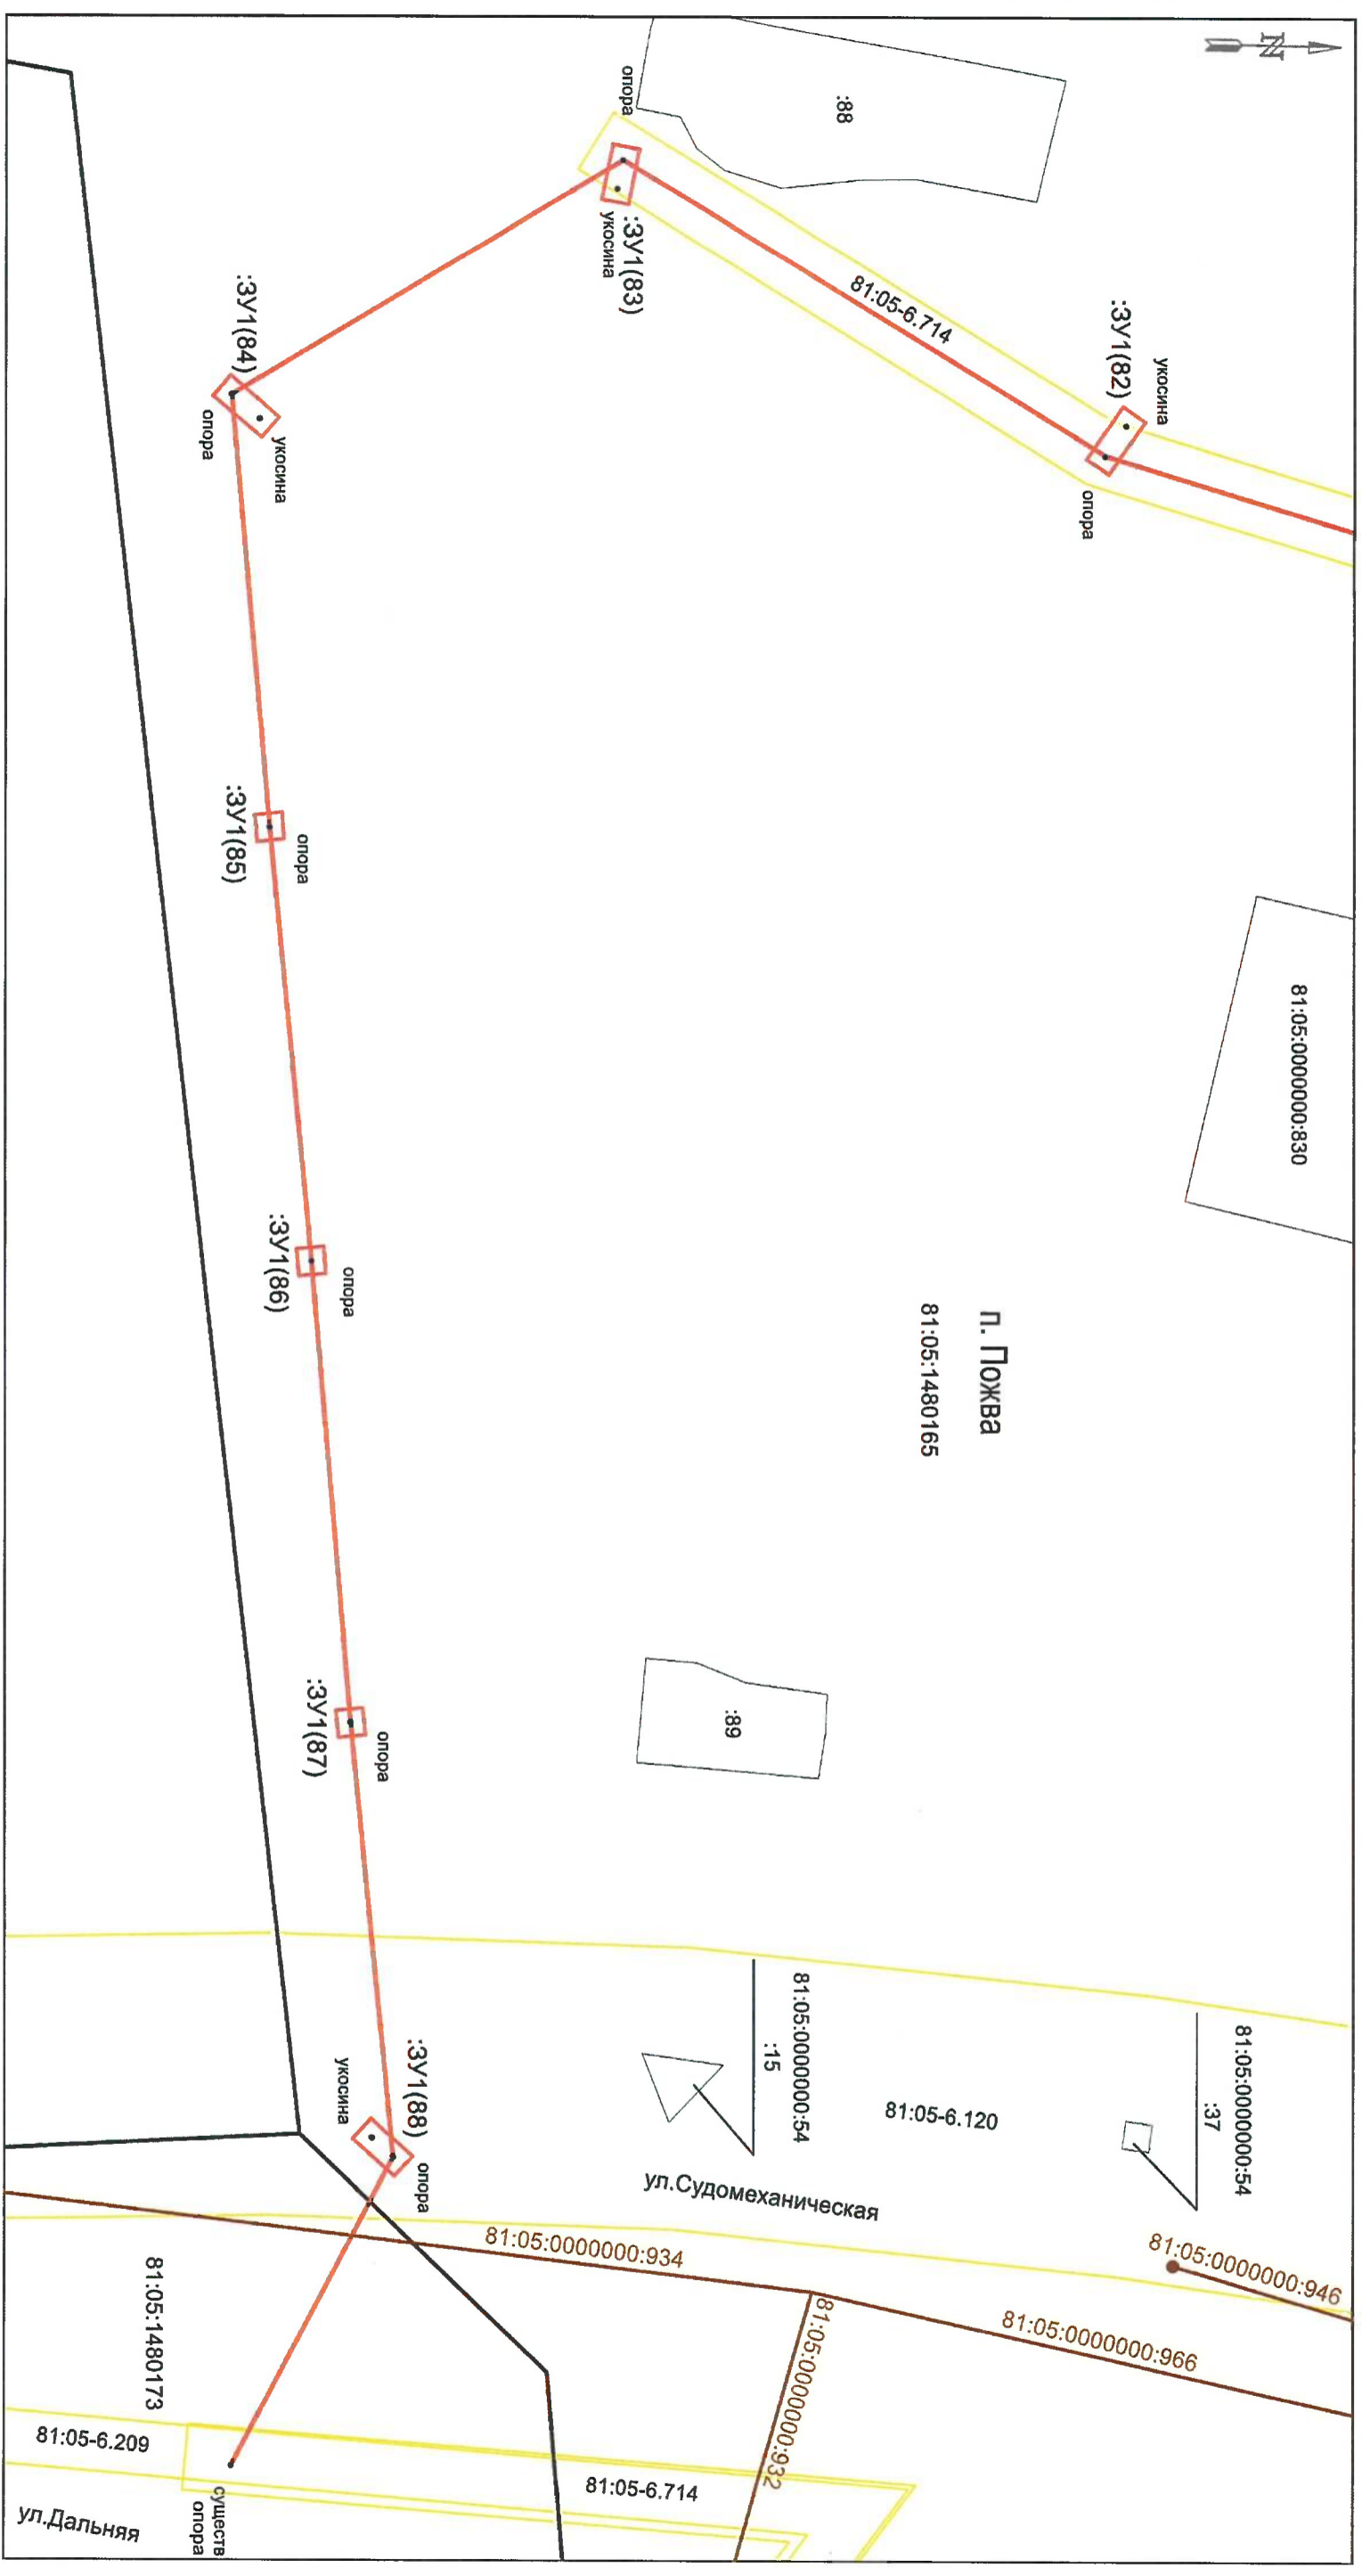 N
:88
опора
:ЗУ1(83)
укосина
81:05-6.714
укосина
:ЗУ1(82)
опора
:ЗУ1(84)
укосина
опора
опора
:ЗУ1(85)
81:05:0000000:830
опора
:ЗУ1(86)
п. Пожва
81:05:1480165
опора
:ЗУ1(87)
:89
81:05:0000000:54
:37
81:05:0000000:54
:15
81:05-6.120
:ЗУ1(88)
укосина
опора
ул.Судомеханическая
81:05:0000000:934
81:05:0000000:946
81:05:0000000:966
81:05:0000000:932
81:05:1480173
81:05-6.209
81:05-6.714
существ
опора
ул.Дальняя